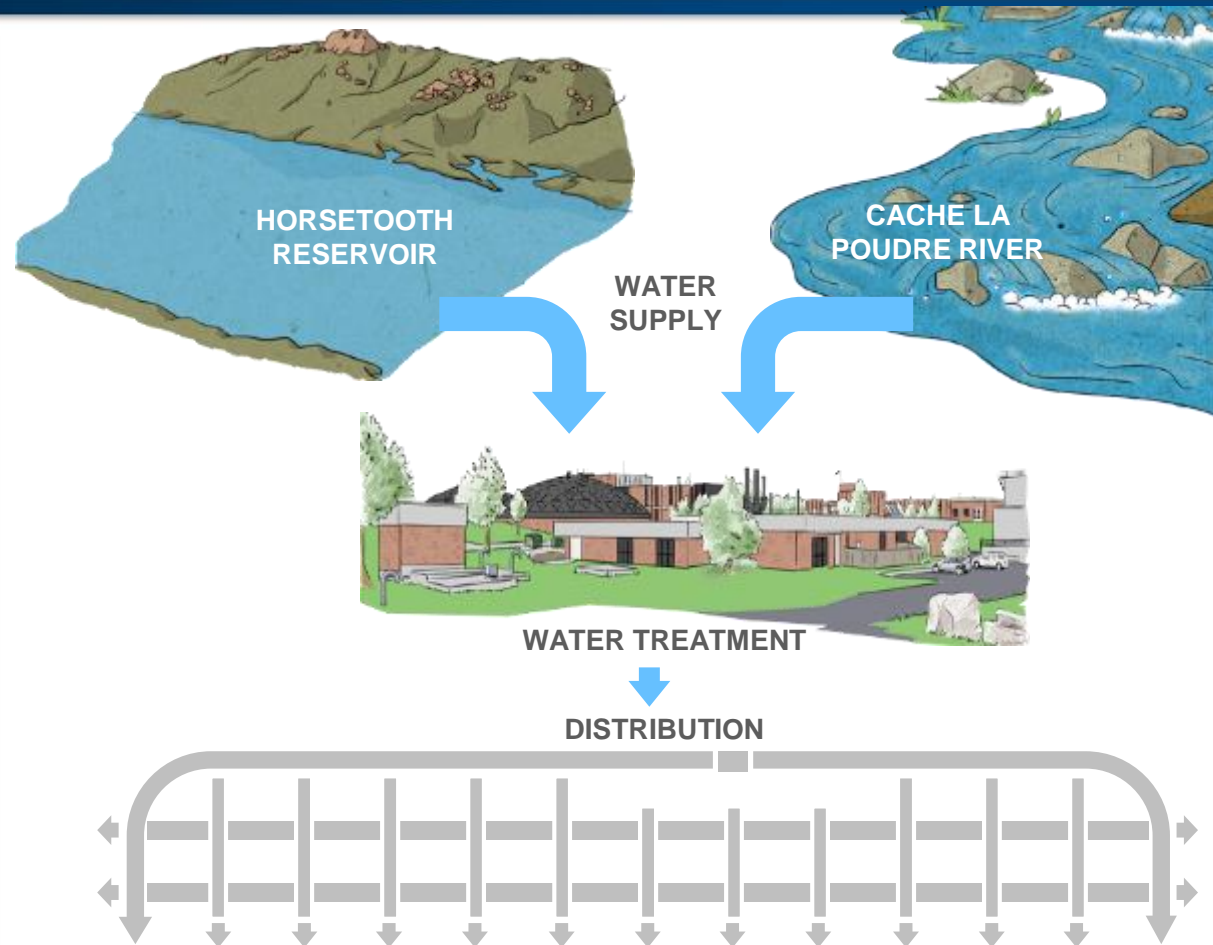 HORSETOOTH
RESERVOIR
CACHE LA
POUDRE RIVER
WATER
SUPPLY
WATER TREATMENT
DISTRIBUTION